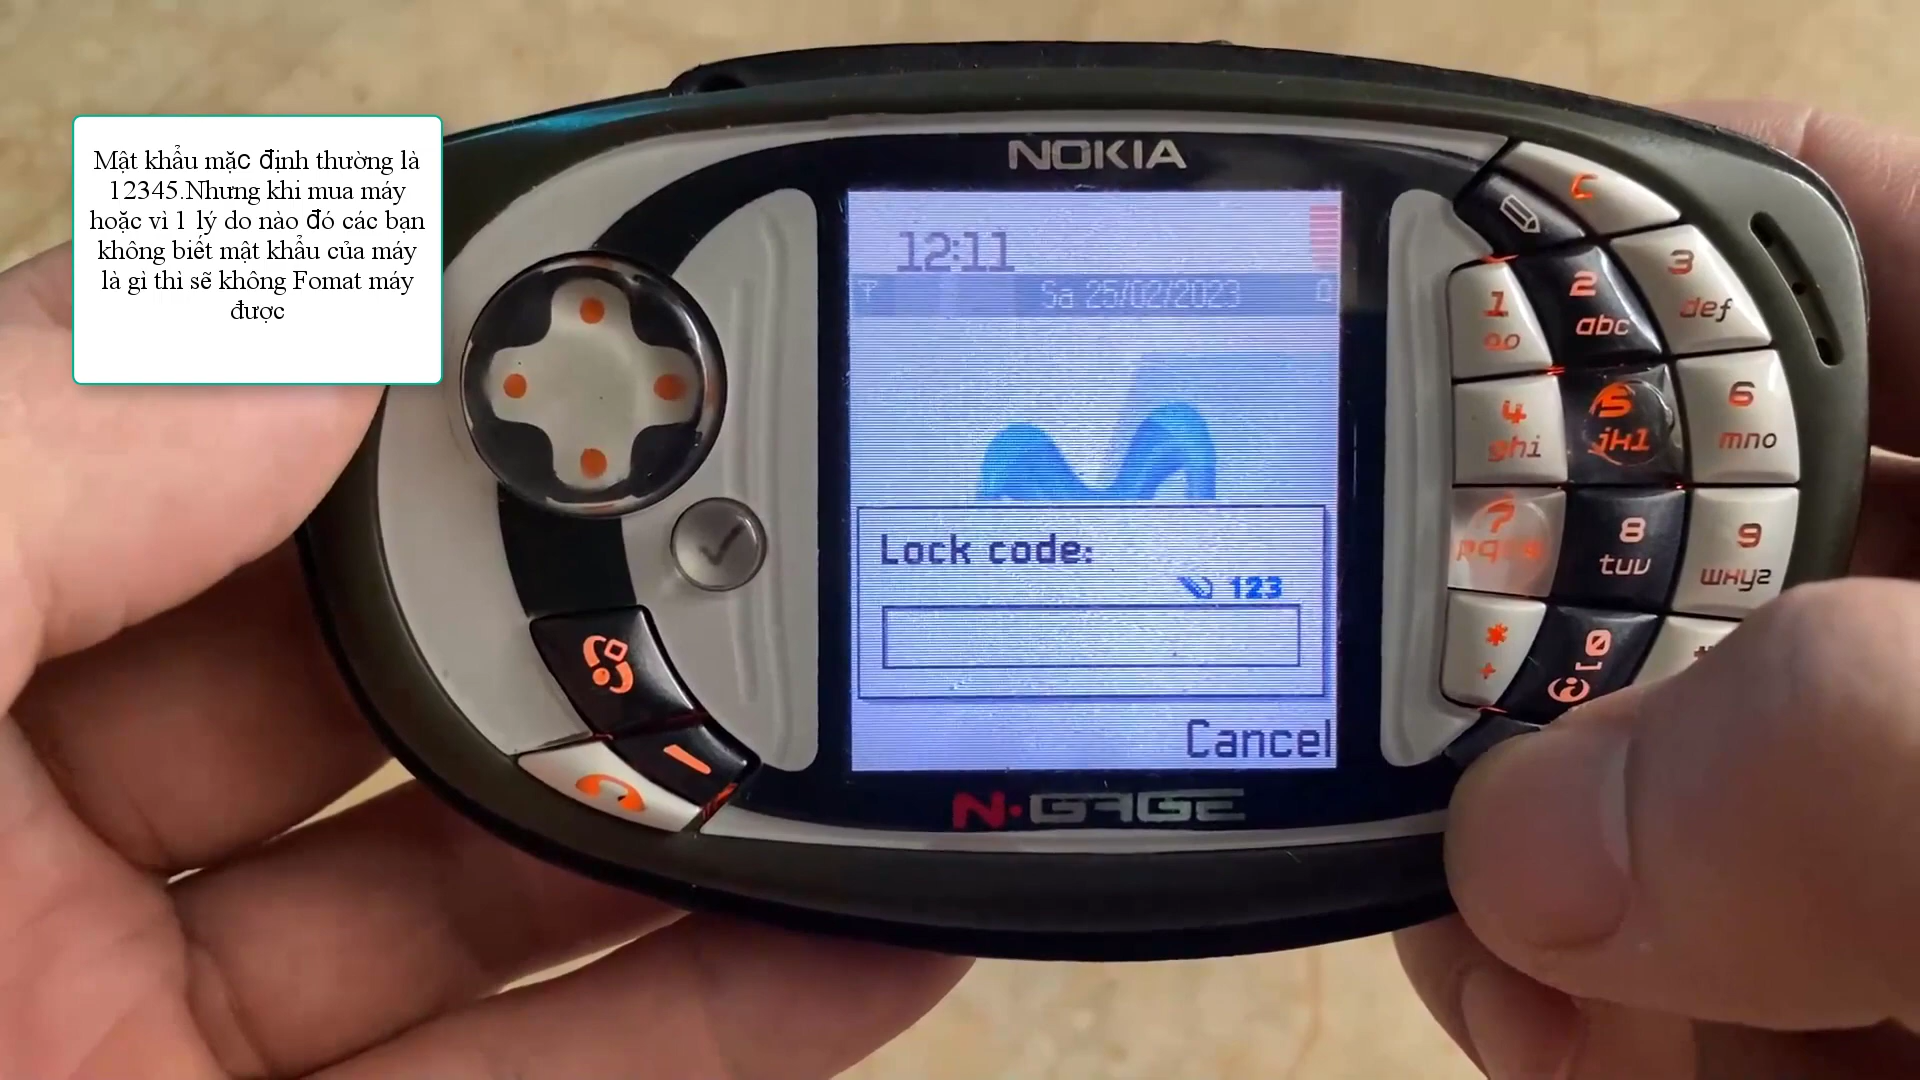 Mật khẩu mặc định thường là
12345.Nhưng khi mua máy
hoặc vì 1 lý do nào đó các bạn
không biết mật khẩu của máy
là gì thì sẽ không Fomat máy
được
NOKIA
12:11
Sa 25/02/2023
Lock code:
123
Cancel
N·GAGE
C
1
2
abc
3
def
4
ghi
5
jkl
6
mno
7
pqrs
8
tuv
9
wxyz
*
+
0